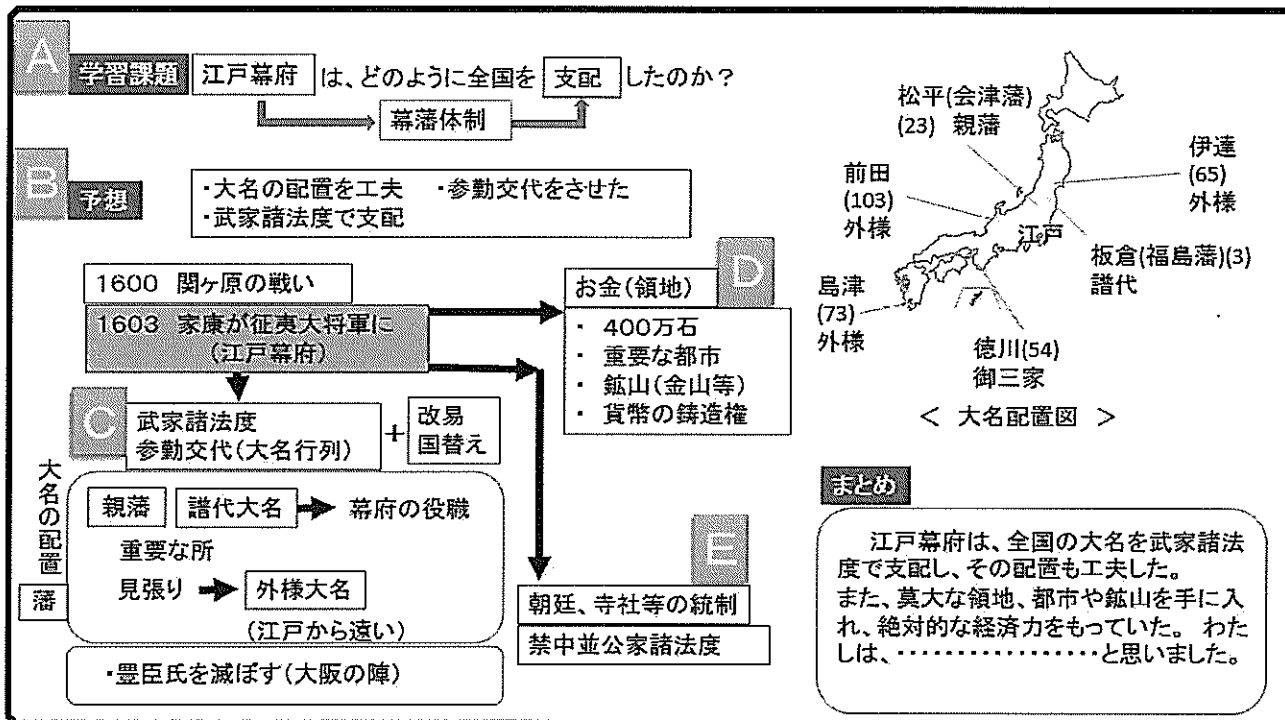 A
学習課題 江戸幕府 は、どのように全国を 支配 したのか?
幕藩体制
B
予想
・大名の配置を工夫 ・参勤交代をさせた
・武家諸法度で支配
1600 関ヶ原の戦い
1603 家康が征夷大将軍に
(江戸幕府)
C
武家諸法度
参勤交代(大名行列)
+
改易
国替え
大名の配置
藩
親藩 譜代大名 幕府の役職
重要な所
見張り 外様大名
(江戸から遠い)
・豊臣氏を滅ぼす(大阪の陣)
D
お金(領地)
・ 400万石
・ 重要な都市
・ 鉱山(金山等)
・ 貨幣の鋳造権
E
朝廷、寺社等の統制
禁中並公家諸法度
松平(会津藩)
(23) 親藩
前田
(103)
外様
伊達
(65)
外様
江戸
板倉(福島藩)(3)
譜代
島津
(73)
外様
徳川(54)
御三家
< 大名配置図 >
まとめ
江戸幕府は、全国の大名を武家諸法
度で支配し、その配置も工夫した。
また、莫大な領地、都市や鉱山を手に入
れ、絶対的な経済力をもっていた。 わた
しは、・・・・・・・・・・・・・・・・・と思いました。